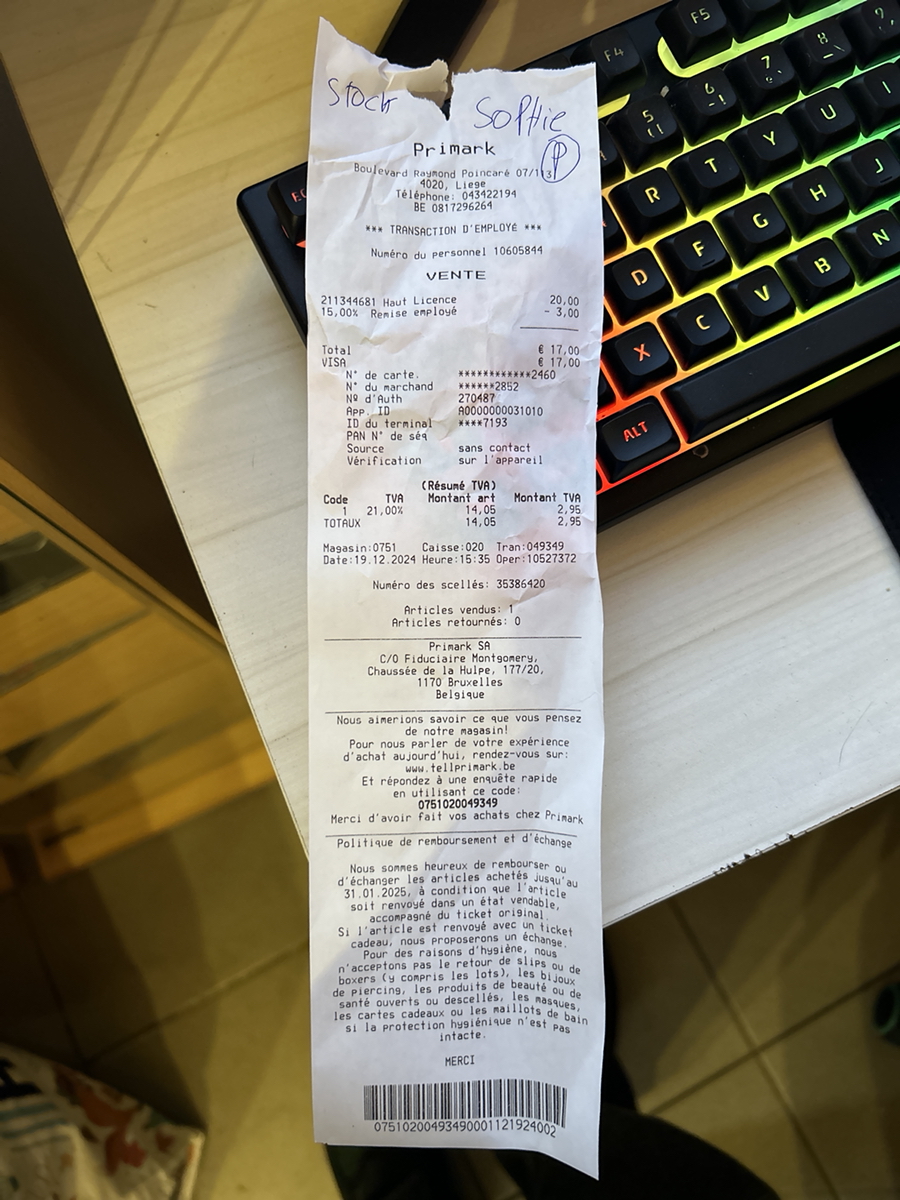 Stock Sophie
P
Primark
Boulevard Raymond Poincaré 07/113
4020, Liege
Téléphone: 043422194
BE 0817296264
*** TRANSACTION D'EMPLOYÉ ***
Numéro du personnel 10605844
VENTE
211344681 Haut Licence 20,00
15,00% Remise employé - 3,00
Total € 17,00
VISA € 17,00
N° de carte. ************2460
N° du marchand ******2852
Nº d'Auth 270487
App. ID A0000000031010
ID du terminal ****7193
PAN N° de séq
Source sans contact
Vérification sur l'appareil
(Résumé TVA)
Code TVA Montant art Montant TVA
1 21,00% 14,05 2,95
TOTAUX 14,05 2,95
Magasin:0751 Caisse:020 Tran:049349
Date:19.12.2024 Heure:15:35 Oper:10527372
Numéro des scellés: 35386420
Articles vendus: 1
Articles retournés: 0
Primark SA
C/O Fiduciaire Montgomery,
Chaussée de la Hulpe, 177/20,
1170 Bruxelles
Belgique
Nous aimerions savoir ce que vous pensez
de notre magasin!
Pour nous parler de votre expérience
d'achat aujourd'hui, rendez-vous sur:
www.tellprimark.be
Et répondez à une enquête rapide
en utilisant ce code:
0751020049349
Merci d'avoir fait vos achats chez Primark
Politique de remboursement et d'échange
Nous sommes heureux de rembourser ou
d'échanger les articles achetés jusqu'au
31.01.2025, à condition que l'article
soit renvoyé dans un état vendable,
accompagné du ticket original.
Si l'article est renvoyé avec un ticket
cadeau, nous proposerons un échange.
Pour des raisons d'hygiène, nous
n'acceptons pas le retour de slips ou de
boxers (y compris les lots), les bijoux
de piercing, les produits de beauté ou de
santé ouverts ou descellés, les masques,
les cartes cadeaux ou les maillots de bain
si la protection hygiénique n'est pas
intacte.
MERCI
07510200493490001121924002
F4 F5
5 6 7 8 9
R T Y U I
D F G H J
X C V B N
ALT